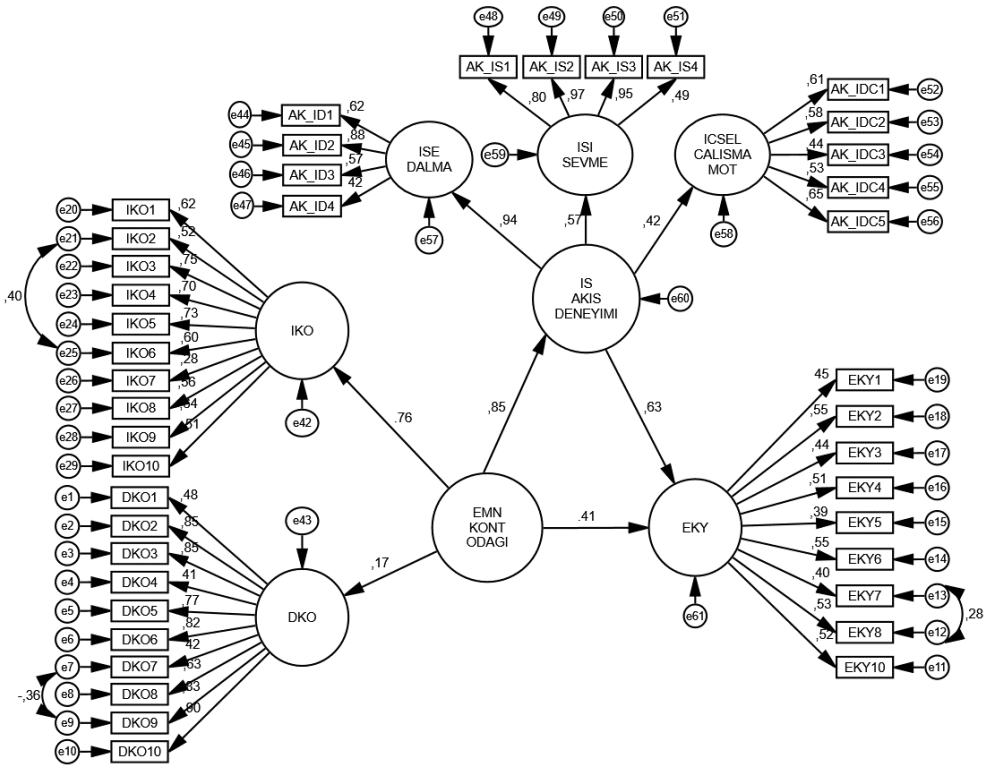 e48 e49 e50 e51
AK_IS1 AK_IS2 AK_IS3 AK_IS4
,80 ,97 ,95 ,49
e59
ISI
SEVME
e44 AK_ID1 ,62
e45 AK_ID2 ,88
e46 AK_ID3 ,57
e47 AK_ID4 42
ISE
DALMA
e57
ICSEL
CALISMA
MOT
e58
,61 AK_IDC1 e52
,58 AK_IDC2 e53
,44 AK_IDC3 e54
,53 AK_IDC4 e55
,65 AK_IDC5 e56
,94 ,57 ,42
IS
AKIS
DENEYIMI
e60
e20 IKO1 ,62
e21 IKO2 ,52
e22 IKO3 ,75
e23 IKO4 ,70
e24 IKO5 ,73
e25 IKO6 ,60
e26 IKO7 ,28
e27 IKO8 ,56
e28 IKO9 ,54
e29 IKO10 ,51
,40
IKO
e42
.76 ,85 ,63
EMN
KONT
ODAGI
,17 .41
e1 DKO1 ,48
e2 DKO2 ,85
e3 DKO3 ,85
e4 DKO4 41
e5 DKO5 ,77
e6 DKO6 ,82
e7 DKO7 42
e8 DKO8 ,63
e9 DKO9 ,83
e10 DKO10 ,90
-,36
e43
DKO
EKY
e61
45 EKY1 e19
,55 EKY2 e18
,44 EKY3 e17
,51 EKY4 e16
,39 EKY5 e15
,55 EKY6 e14
,40 EKY7 e13
,53 EKY8 e12
,52 EKY10 e11
,28